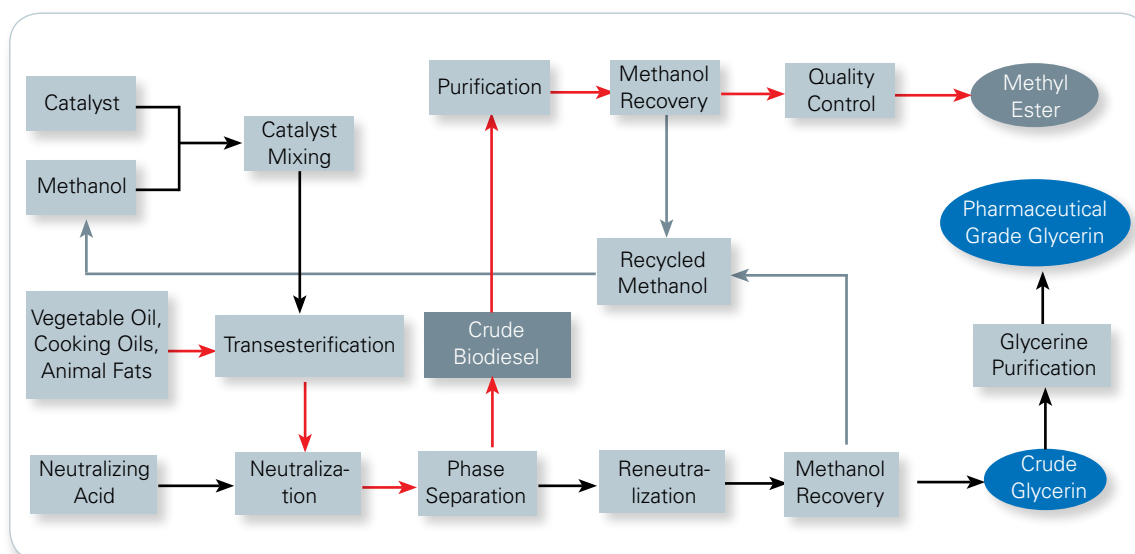 Catalyst
Methanol
Catalyst
Mixing
Purification
Methanol
Recovery
Quality
Control
Methyl
Ester
Pharmaceutical
Grade Glycerin
Recycled
Methanol
Vegetable Oil,
Cooking Oils,
Animal Fats
Transesterification
Crude
Biodiesel
Glycerine
Purification
Neutralizing
Acid
Neutraliza-
tion
Phase
Separation
Reneutra-
lization
Methanol
Recovery
Crude
Glycerin